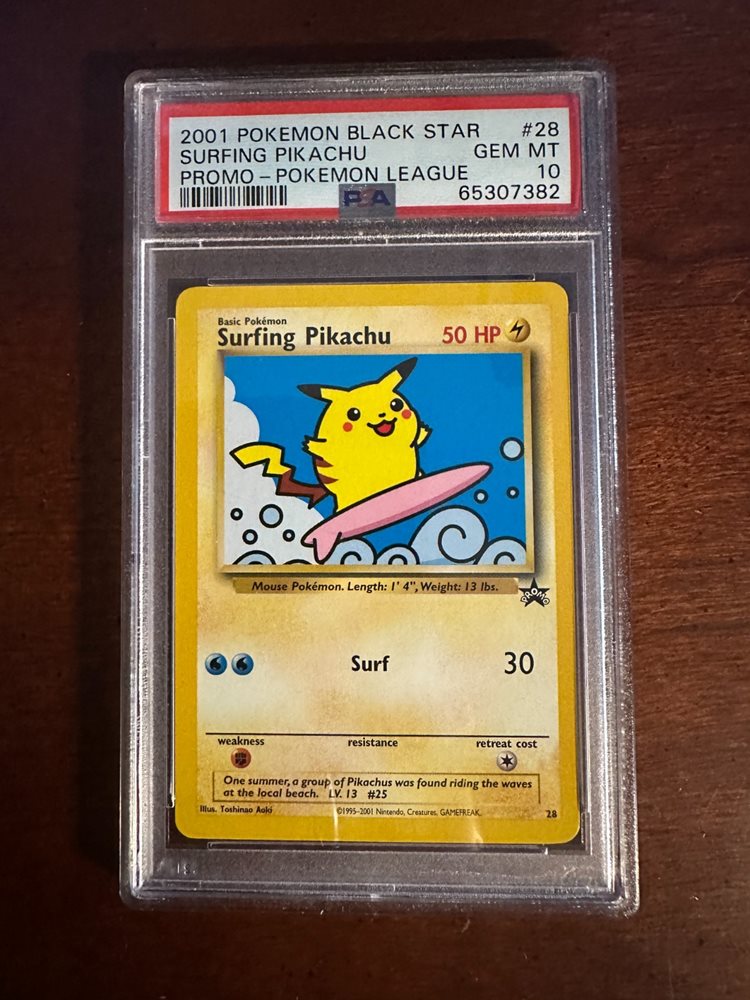 2001 POKEMON BLACK STAR #28
SURFING PIKACHU GEM MT
PROMO – POKEMON LEAGUE 10
PSA 65307382
Basic Pokémon
Surfing Pikachu 50 HP
Mouse Pokémon. Length: 1' 4", Weight: 13 lbs.
PROMO
Surf 30
weakness resistance retreat cost
One summer, a group of Pikachus was found riding the waves
at the local beach. LV. 13 #25
Illus. Toshinao Aoki ©1995-2001 Nintendo, Creatures, GAMEFREAK. 28